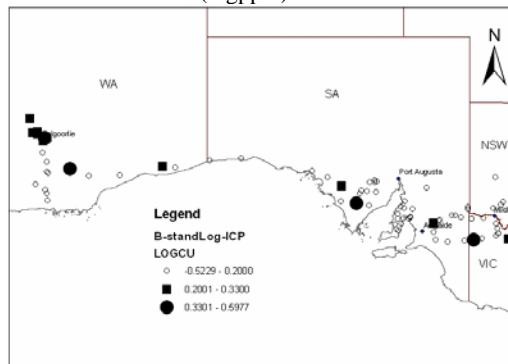 N
WA
SA
NSW
Port Augusta
Adelaide
VIC
Legend
B-standLog-ICP
LOGCU
-0.5229 - 0.2000
0.2001 - 0.3300
0.3301 - 0.5977